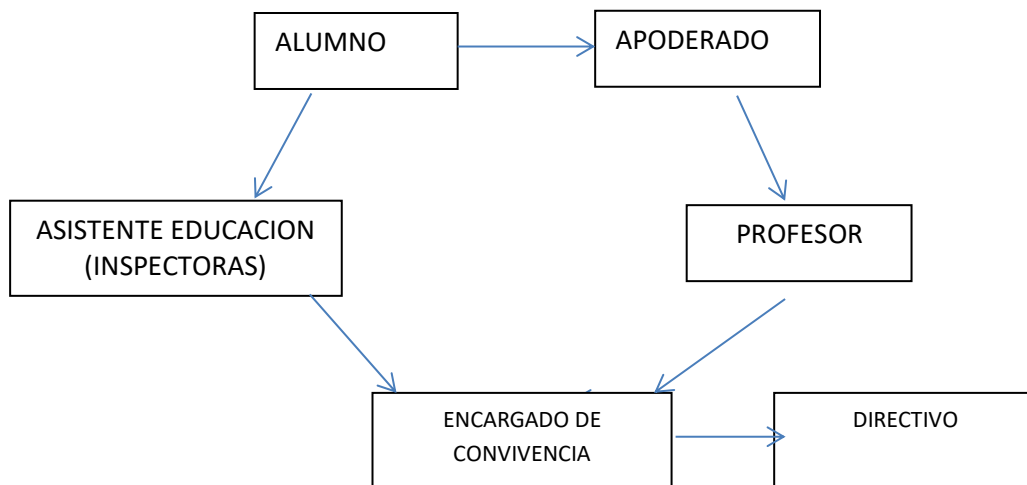 ALUMNO
APODERADO
ASISTENTE EDUCACION
(INSPECTORAS)
PROFESOR
ENCARGADO DE
CONVIVENCIA
DIRECTIVO